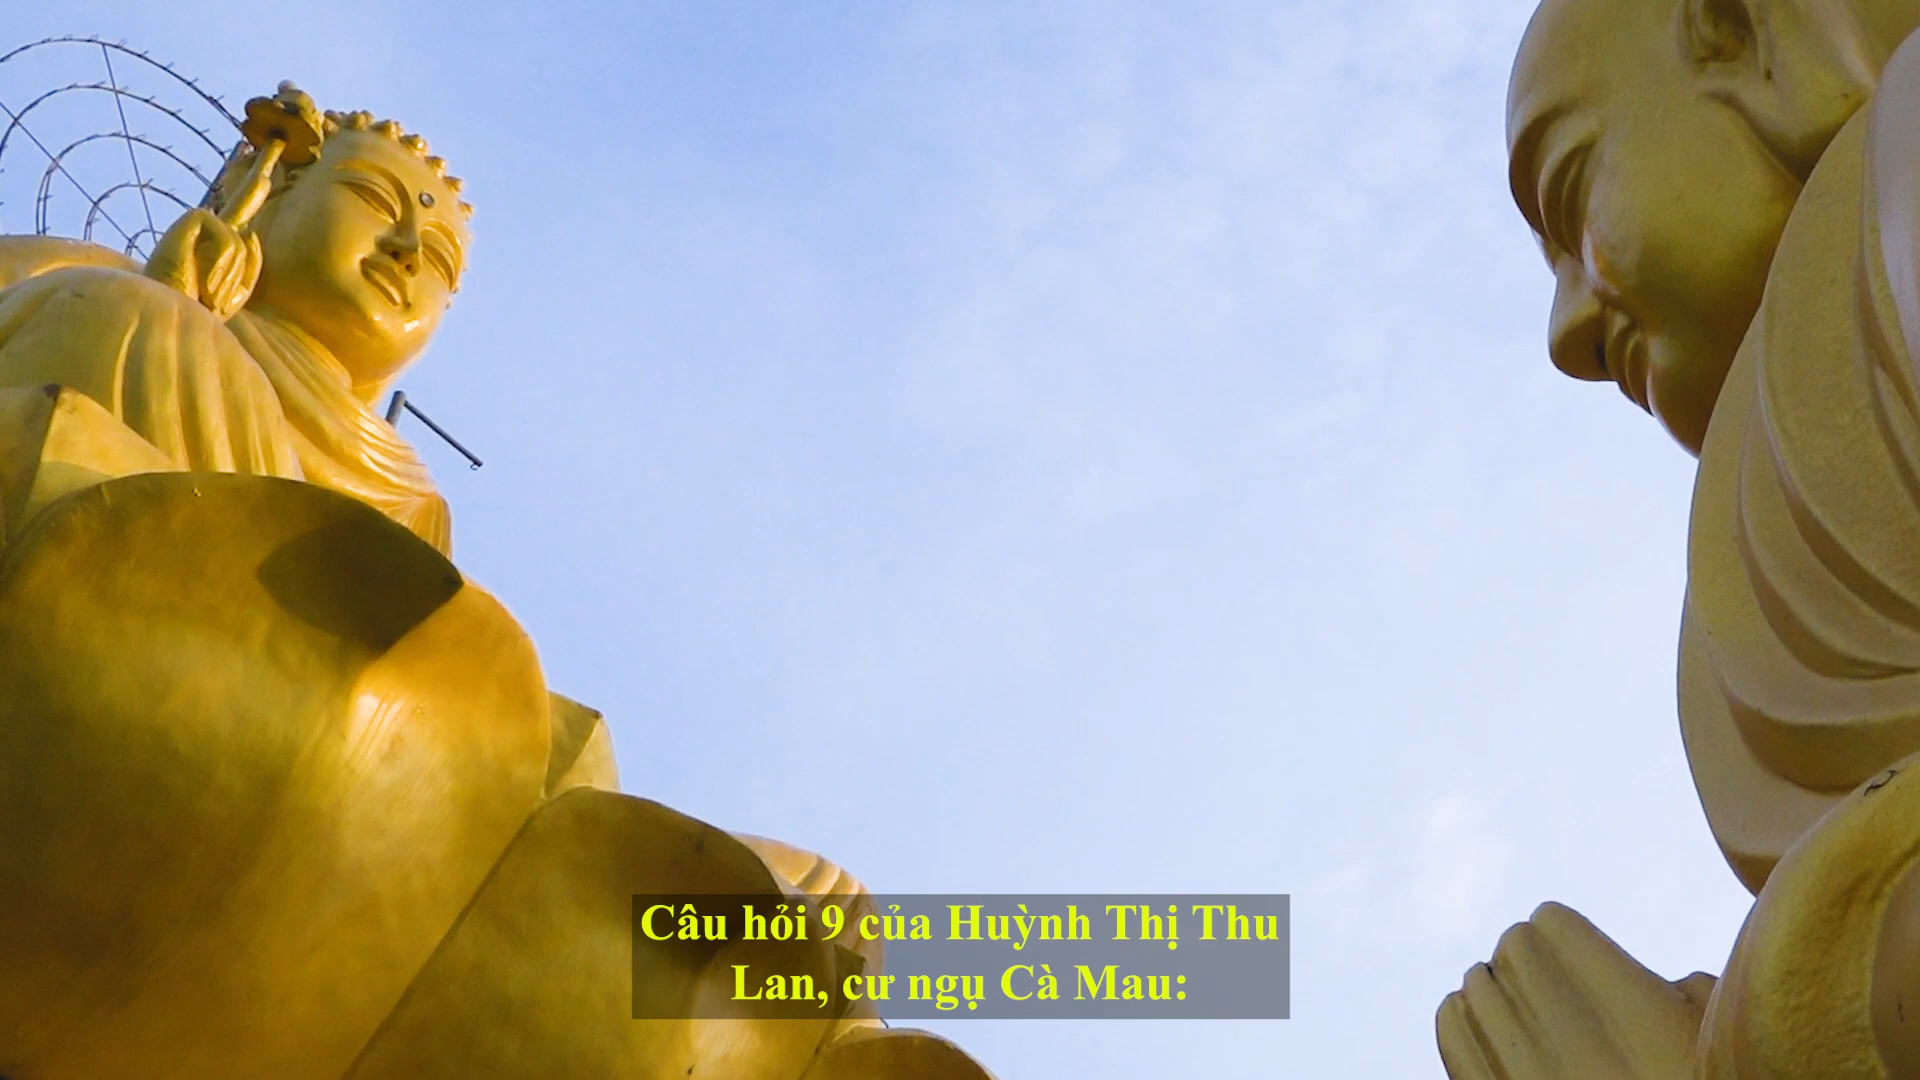 Câu hỏi 9 của Huỳnh Thị Thu
Lan, cư ngụ Cà Mau: